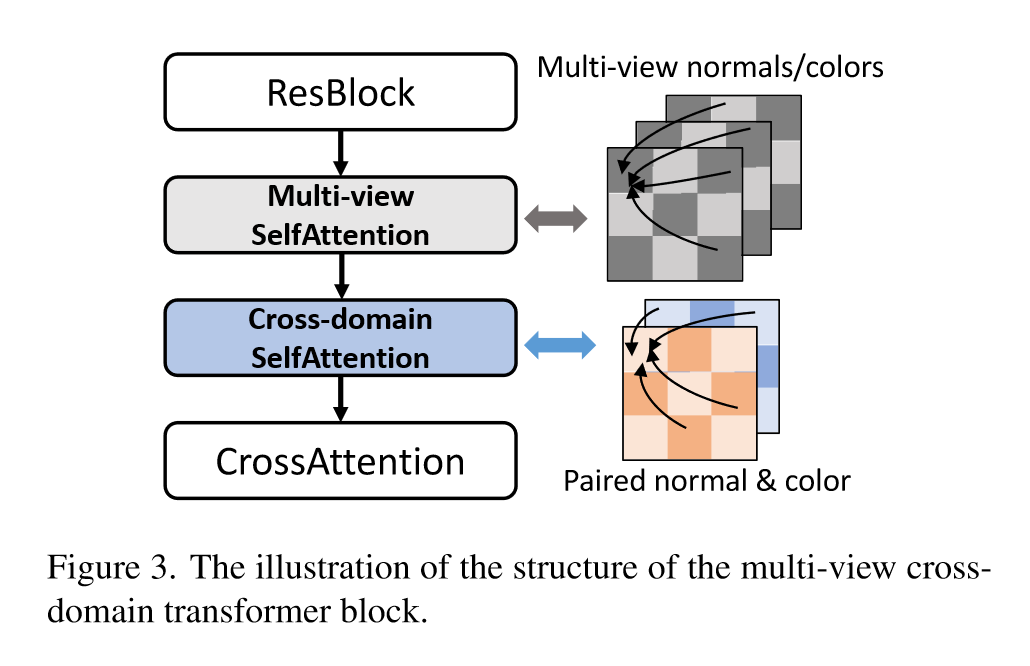 ResBlock
Multi-view normals/colors
Multi-view
SelfAttention
Cross-domain
SelfAttention
CrossAttention
Paired normal & color
Figure 3. The illustration of the structure of the multi-view cross-
domain transformer block.